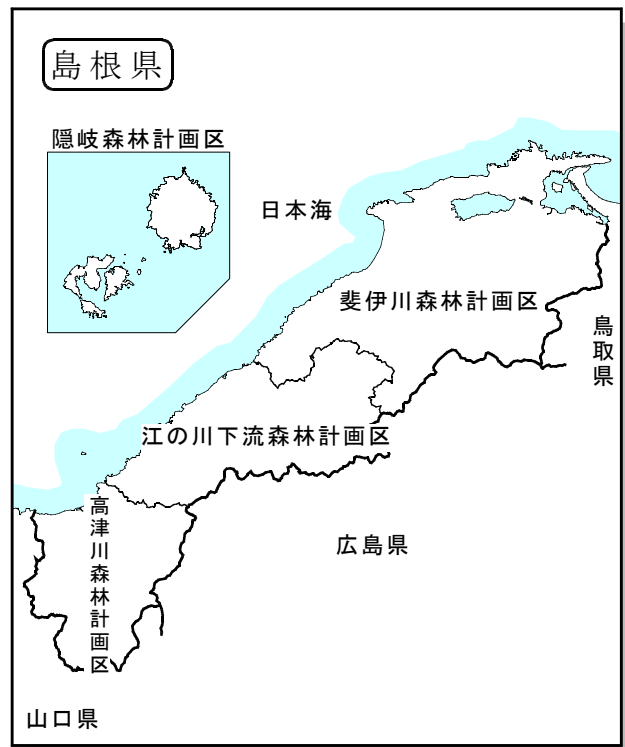 島根県
隠岐森林計画区
日本海
斐伊川森林計画区
鳥取県
江の川下流森林計画区
高津川森林計画区
広島県
山口県